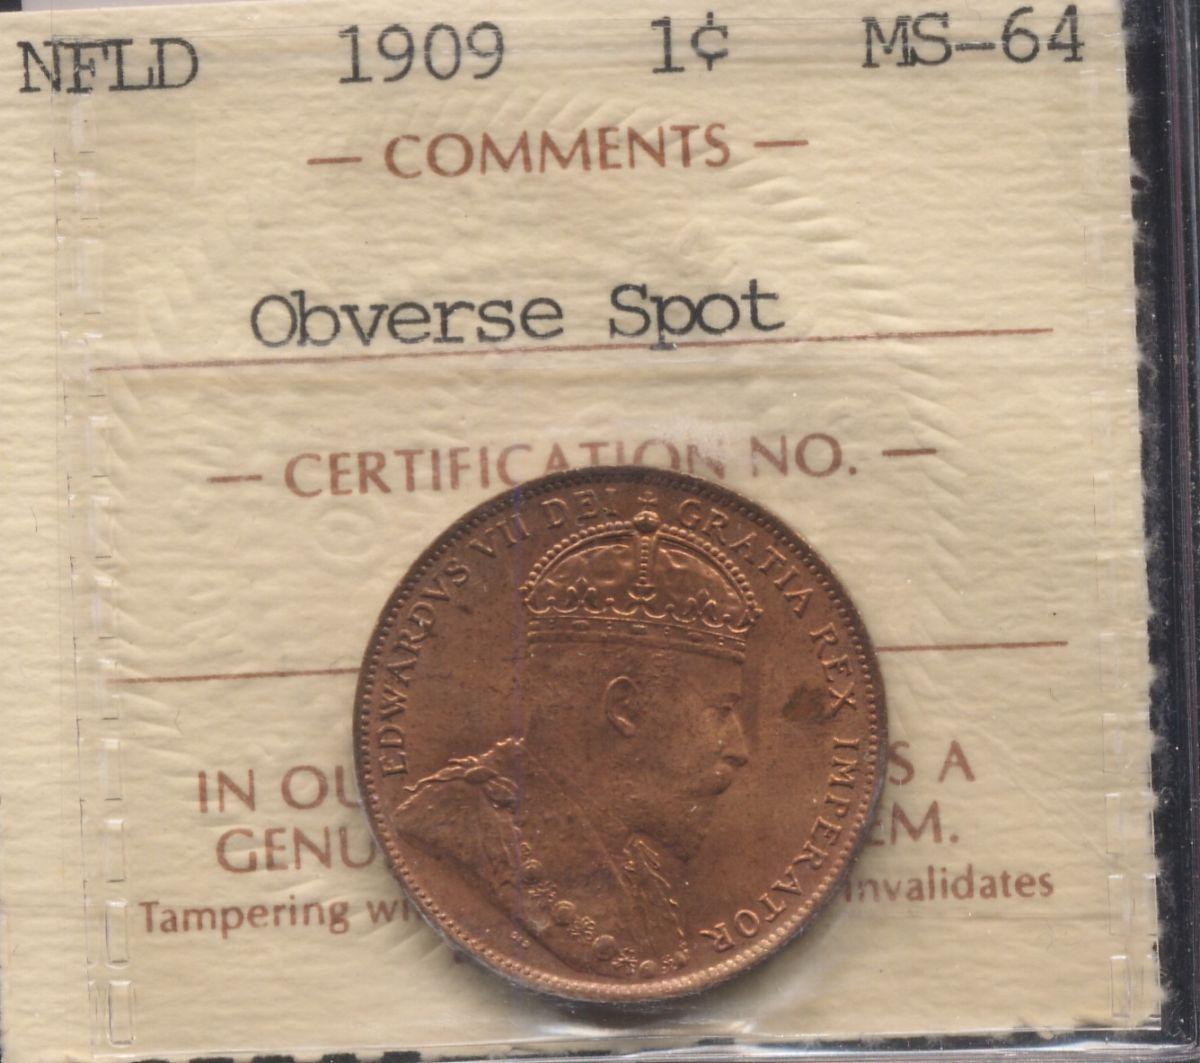 NFLD 1909 1¢ MS-64
— COMMENTS —
Obverse Spot
— CERTIFICATION NO. —
EDWARDVS VII DEI GRATIA REX IMPERATOR
IN OU S A
GENU EM.
Tampering wi invalidates